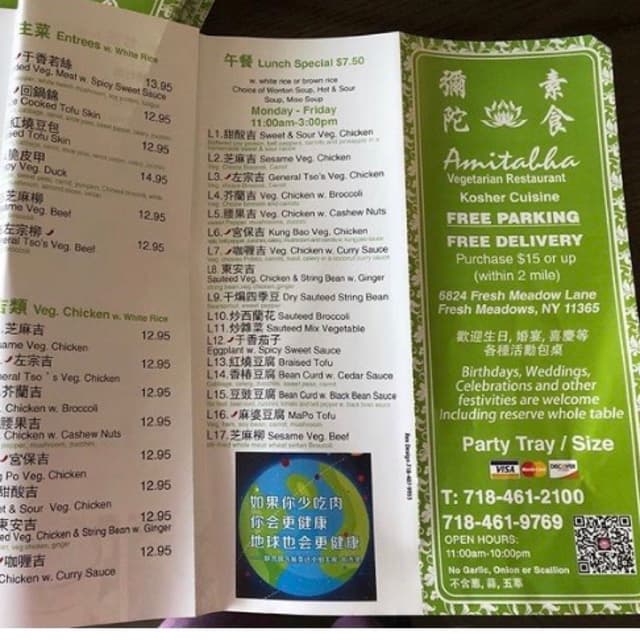 主菜 Entrees w. White Rice
于香若絲 13.95
ded Veg. Meat w. Spicy Sweet Sauce
回鍋鍋 12.95
Cooked Tofu Skin
紅燒豆包 12.95
sed Tofu Skin
脆皮甲 14.95
py Veg. Duck
芝麻柳 12.95
ame Veg. Beef
左宗柳 12.95
eral Tso's Veg. Beef
吉類 Veg. Chicken w. White Rice
芝麻吉 12.95
ame Veg. Chicken
左宗吉 12.95
eral Tso's Veg. Chicken
芥蘭吉 12.95
Chicken w. Broccoli
腰果吉 12.95
Chicken w. Cashew Nuts
宮保吉 12.95
g Po Veg. Chicken
甜酸吉 12.95
et & Sour Veg. Chicken
東安吉 12.95
ed Veg. Chicken & String Bean w. Ginger
咖喱吉 12.95
Chicken w. Curry Sauce
午餐 Lunch Special $7.50
w. white rice or brown rice
Choice of Wonton Soup, Hot & Sour
Soup, Miso Soup
Monday - Friday
11:00am-3:00pm
L1.甜酸吉 Sweet & Sour Veg. Chicken
L2.芝麻吉 Sesame Veg. Chicken
L3.左宗吉 General Tso's Veg. Chicken
L4.芥蘭吉 Veg. Chicken w. Broccoli
L5.腰果吉 Veg. Chicken w. Cashew Nuts
L6.宮保吉 Kung Bao Veg. Chicken
L7.咖喱吉 Veg. Chicken w. Curry Sauce
L8.東安吉
Sauteed Veg. Chicken & String Bean w. Ginger
L9.干煸四季豆 Dry Sauteed String Bean
L10.炒西蘭花 Sauteed Broccoli
L11.炒雜菜 Sauteed Mix Vegetable
L12.于香茄子
Eggplant w. Spicy Sweet Sauce
L13.紅燒豆腐 Braised Tofu
L14.香椿豆腐 Bean Curd w. Cedar Sauce
L15.豆豉豆腐 Bean Curd w. Black Bean Sauce
L16.麻婆豆腐 MaPo Tofu
L17.芝麻柳 Sesame Veg. Beef
如果你少吃肉
你会更健康
地球也会更健康
彌陀 素食
Amitabha
Vegetarian Restaurant
Kosher Cuisine
FREE PARKING
FREE DELIVERY
Purchase $15 or up
(within 2 mile)
6824 Fresh Meadow Lane
Fresh Meadows, NY 11365
歡迎生日, 婚宴, 喜慶等
各種活動包桌
Birthdays, Weddings,
Celebrations and other
festivities are welcome
Including reserve whole table
Party Tray / Size
VISA MasterCard DISCOVER
T: 718-461-2100
718-461-9769
OPEN HOURS:
11:00am-10:00pm
No Garlic, Onion or Scallion
不含蔥, 蒜, 五葷